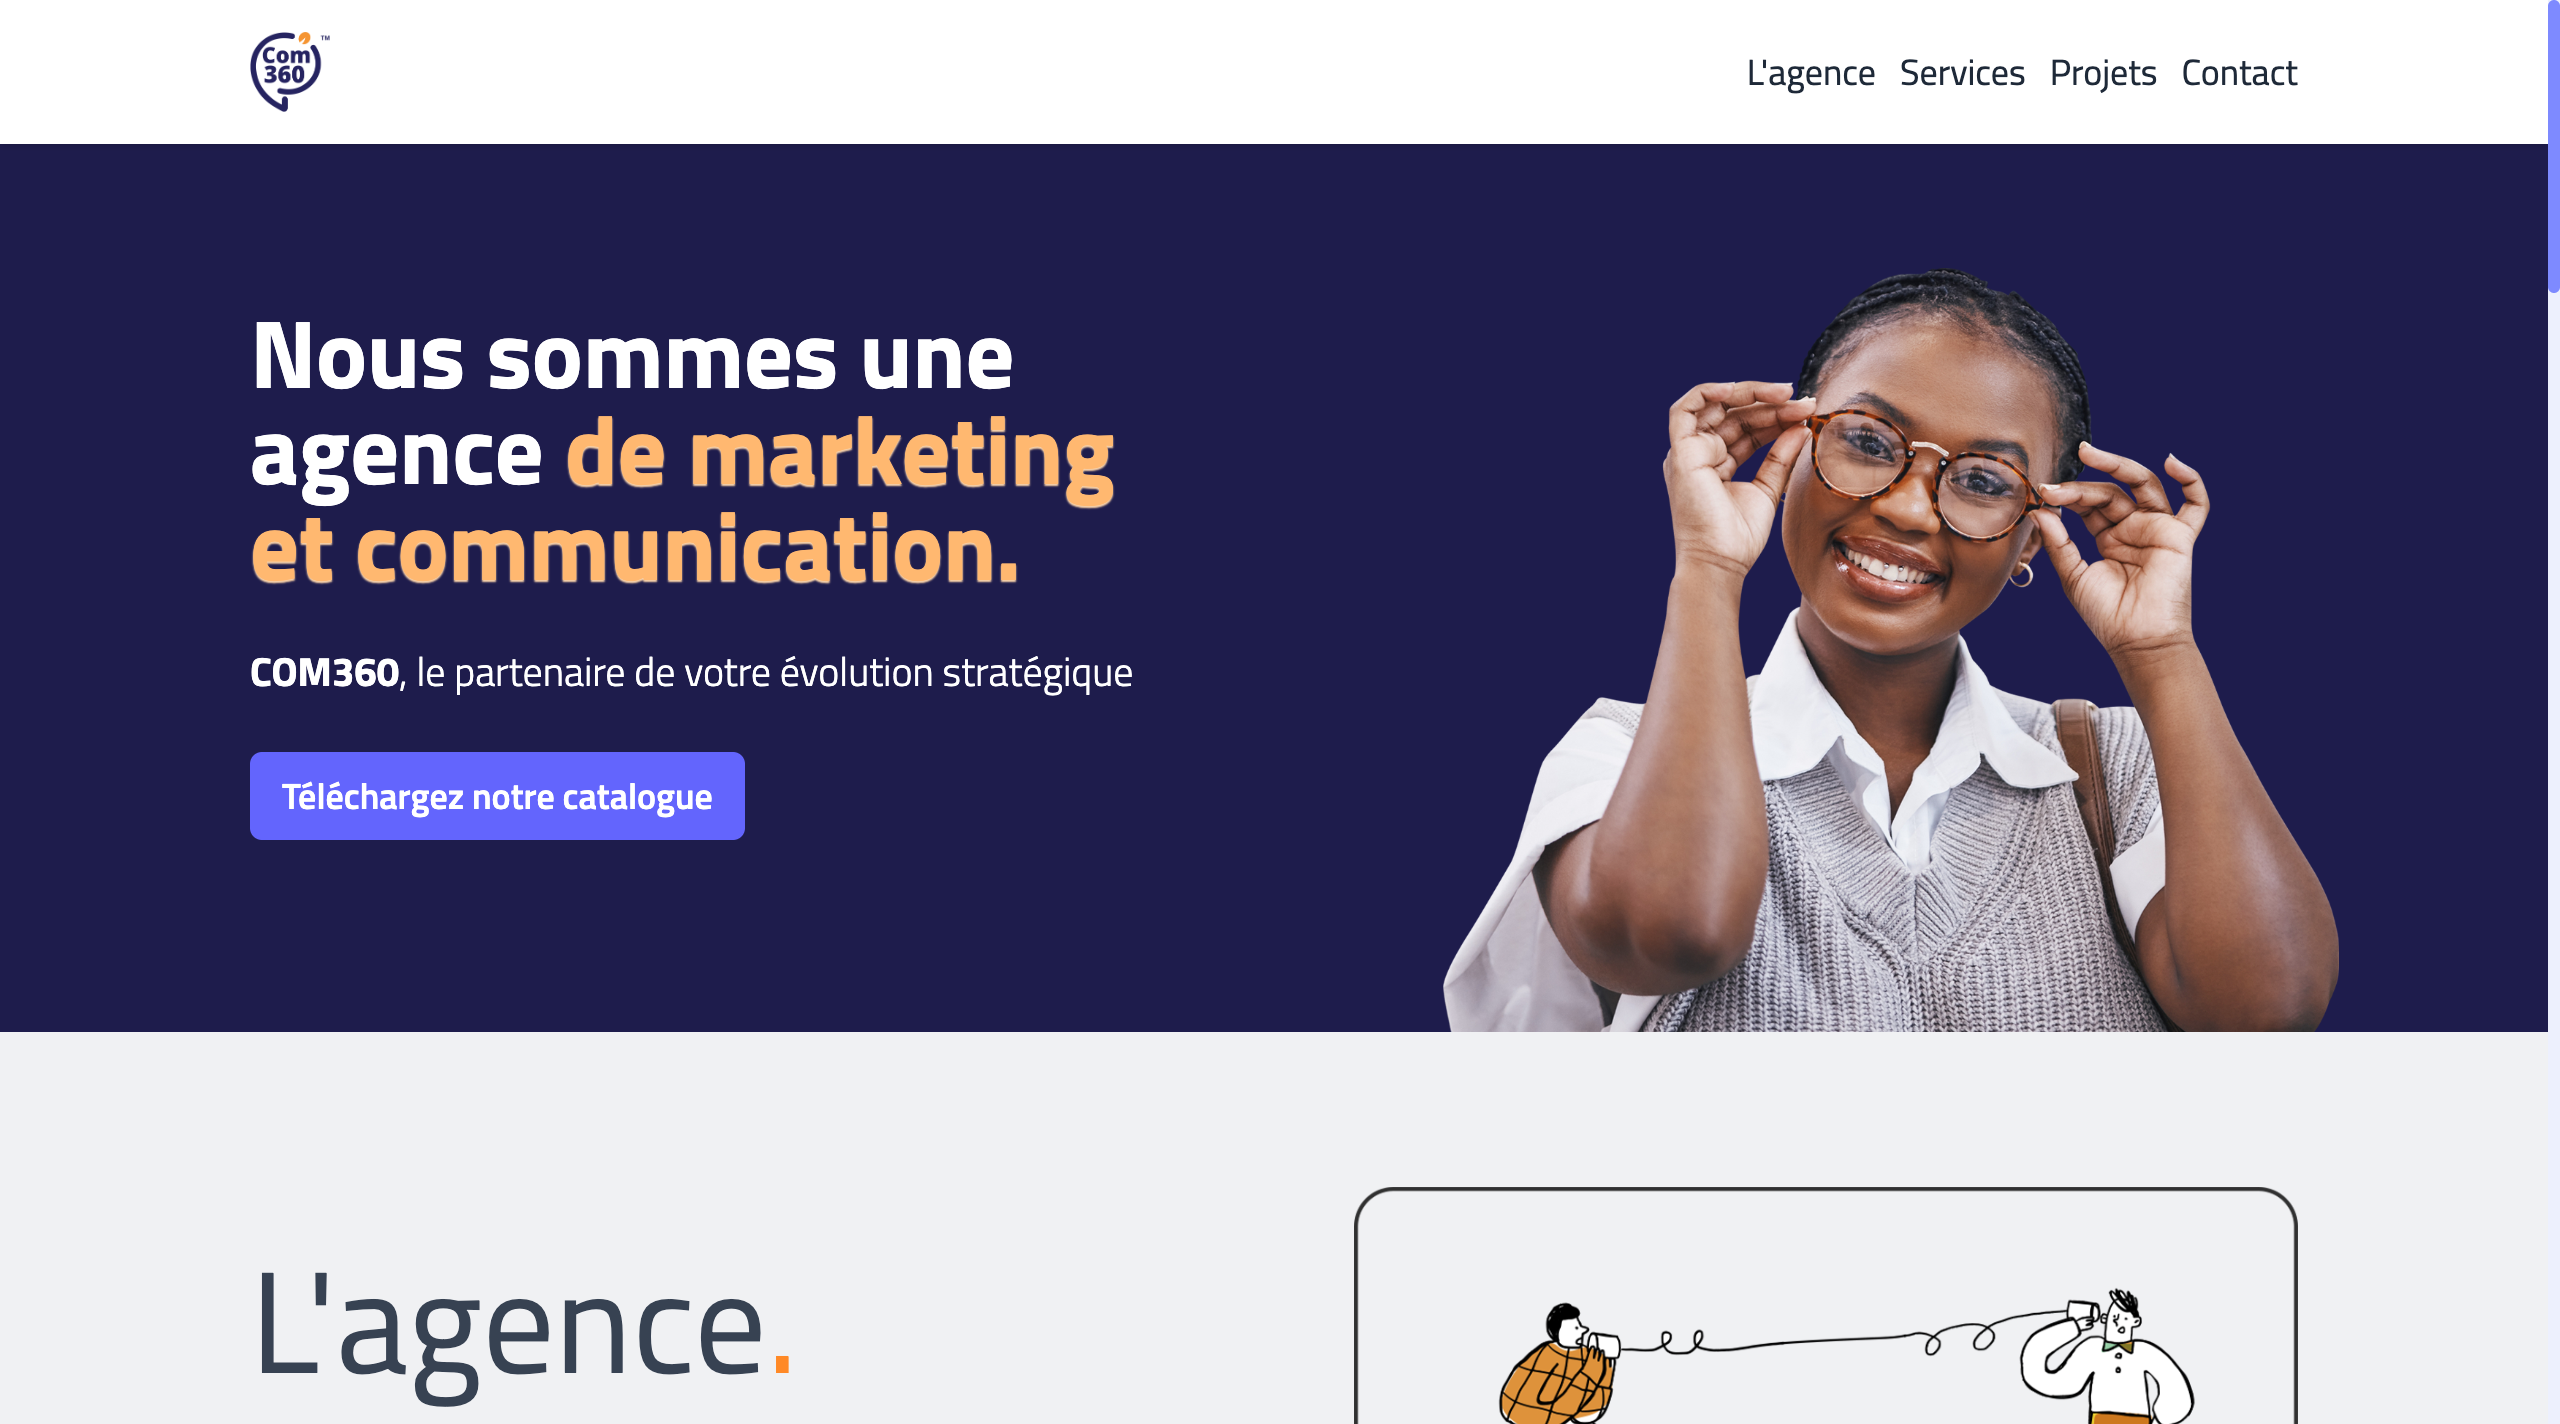 Com
360
TM
L'agence Services Projets Contact
Nous sommes une
agence de marketing
et communication.
COM360, le partenaire de votre évolution stratégique
Téléchargez notre catalogue
L'agence.